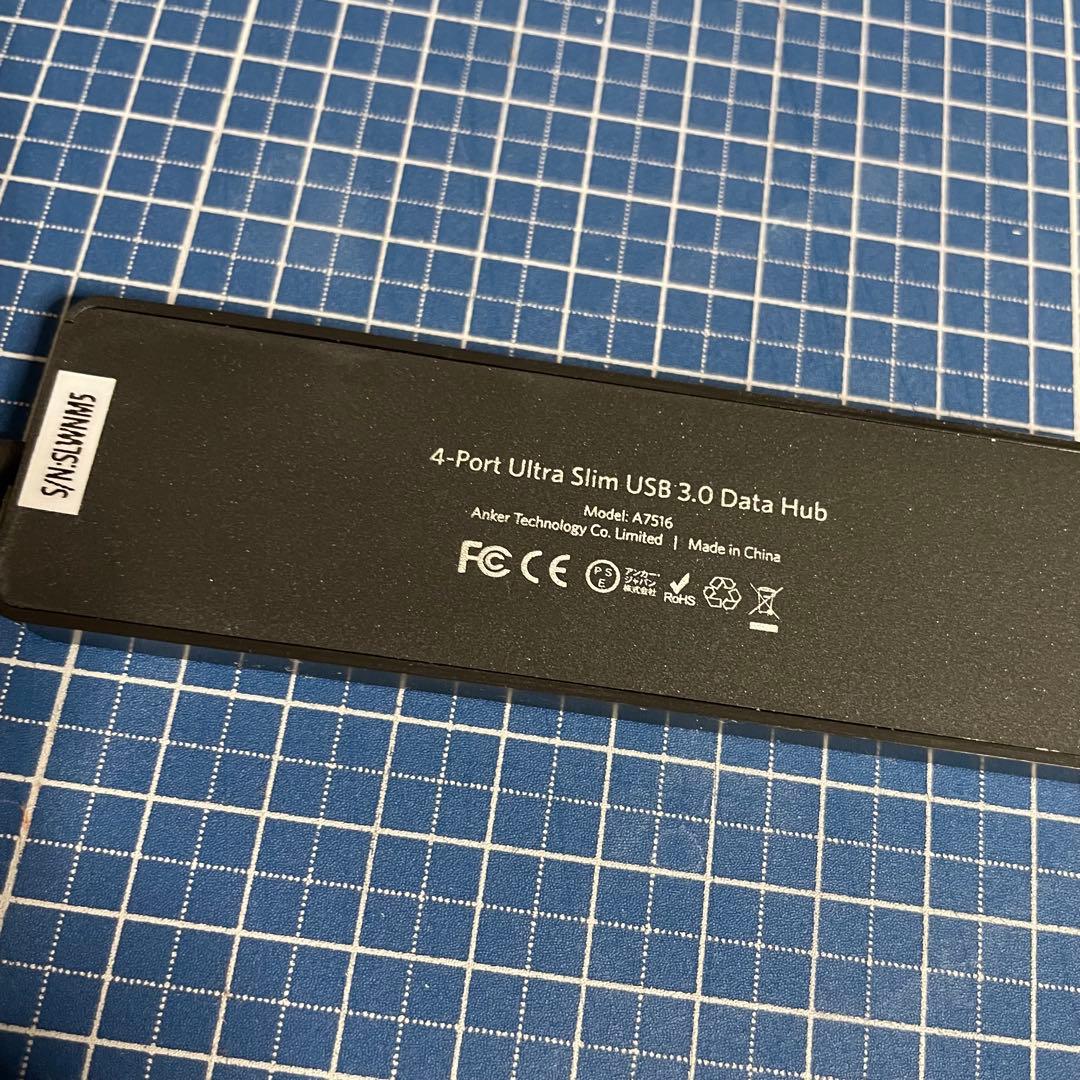 S/N:SLWNM5
4-Port Ultra Slim USB 3.0 Data Hub
Model: A7516
Anker Technology Co. Limited | Made in China
FC CE PSE
アンカー・
ジャパン
株式会社
RoHS